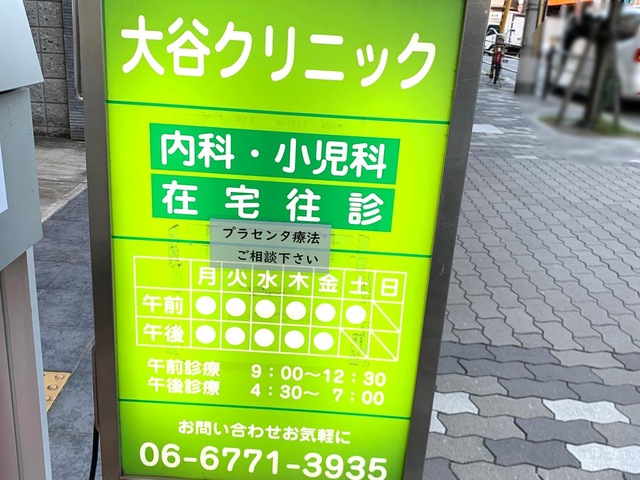 大谷クリニック
内科・小児科
在宅往診
プラセンタ療法
ご相談下さい
月 火 水 木 金 土 日
午前 ● ● ● ● ● ●
午後 ● ● ● ● ●
午前診療 9：00〜12：30
午後診療 4：30〜 7：00
お問い合わせお気軽に
06-6771-3935